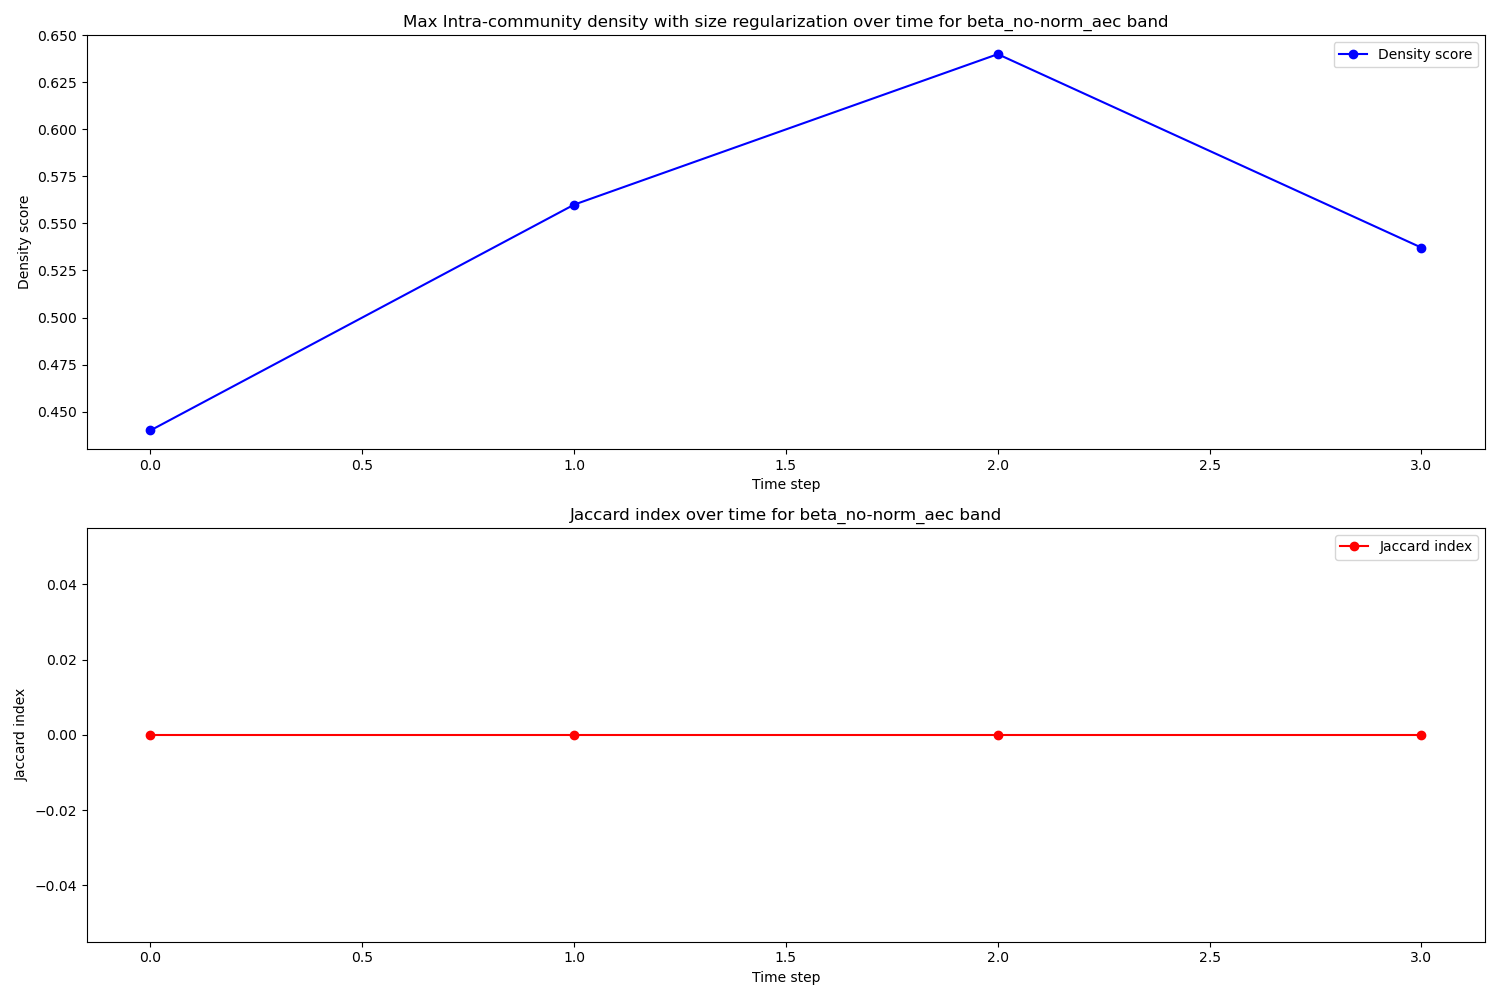 Max Intra-community density with size regularization over time for beta_no-norm_aec band
0.650
0.625
0.600
0.575
0.550
0.525
0.500
0.475
0.450
Density score
Density score
0.0 0.5 1.0 1.5 2.0 2.5 3.0
Time step
Jaccard index over time for beta_no-norm_aec band
0.04
0.02
0.00
−0.02
−0.04
Jaccard index
Jaccard index
0.0 0.5 1.0 1.5 2.0 2.5 3.0
Time step